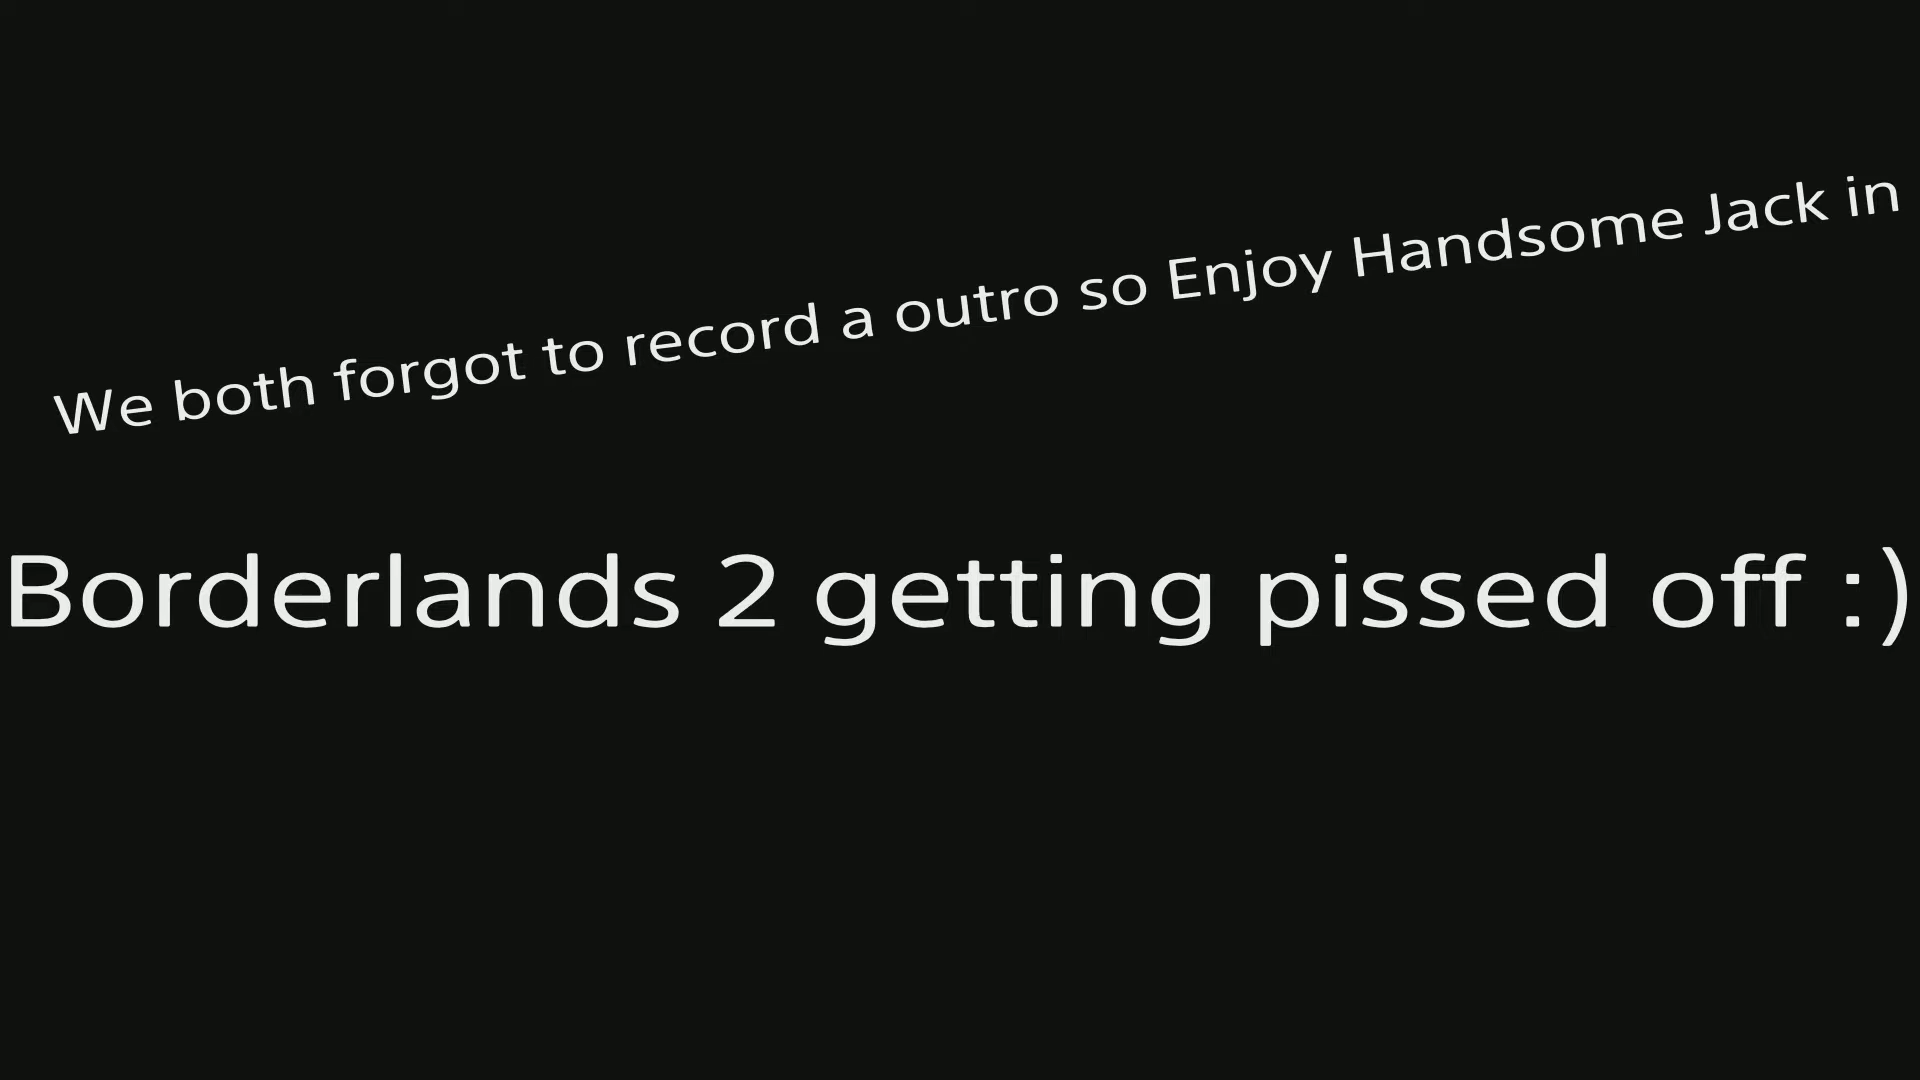 We both forgot to record a outro so Enjoy Handsome Jack in
Borderlands 2 getting pissed off :)